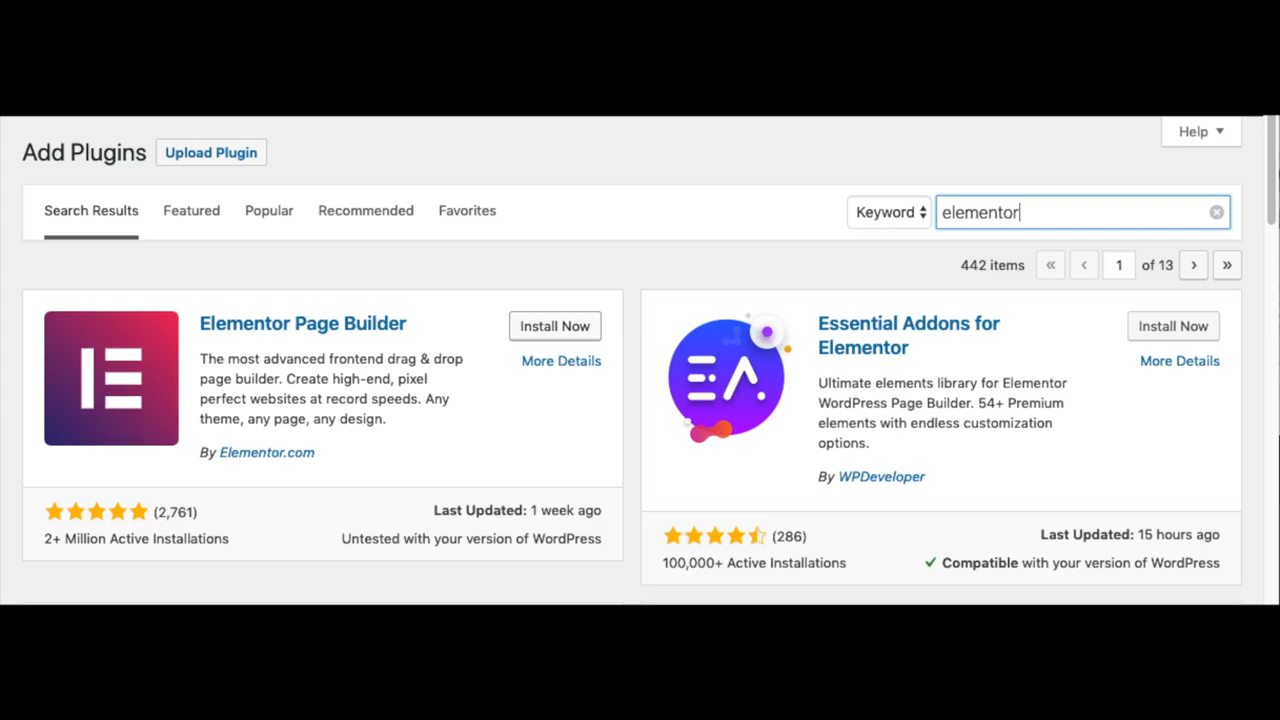 Help ▼
Add Plugins Upload Plugin
Search Results Featured Popular Recommended Favorites Keyword elementor
442 items « ‹ 1 of 13 › »
Elementor Page Builder
Install Now
More Details
The most advanced frontend drag & drop
page builder. Create high-end, pixel
perfect websites at record speeds. Any
theme, any page, any design.
By Elementor.com
(2,761)
Last Updated: 1 week ago
2+ Million Active Installations
Untested with your version of WordPress
EA
Essential Addons for
Elementor
Install Now
More Details
Ultimate elements library for Elementor
WordPress Page Builder. 54+ Premium
elements with endless customization
options.
By WPDeveloper
(286)
Last Updated: 15 hours ago
100,000+ Active Installations
✓ Compatible with your version of WordPress